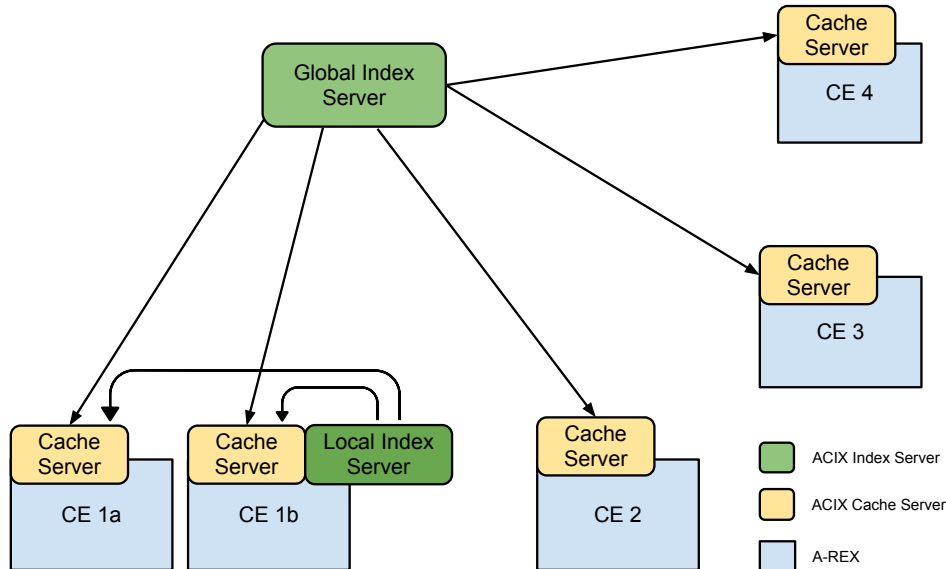 Cache
Server
CE 4
Global Index
Server
Cache
Server
CE 3
Cache
Server
CE 1a
Cache
Server
Local Index
Server
CE 1b
Cache
Server
CE 2
ACIX Index Server
ACIX Cache Server
A-REX